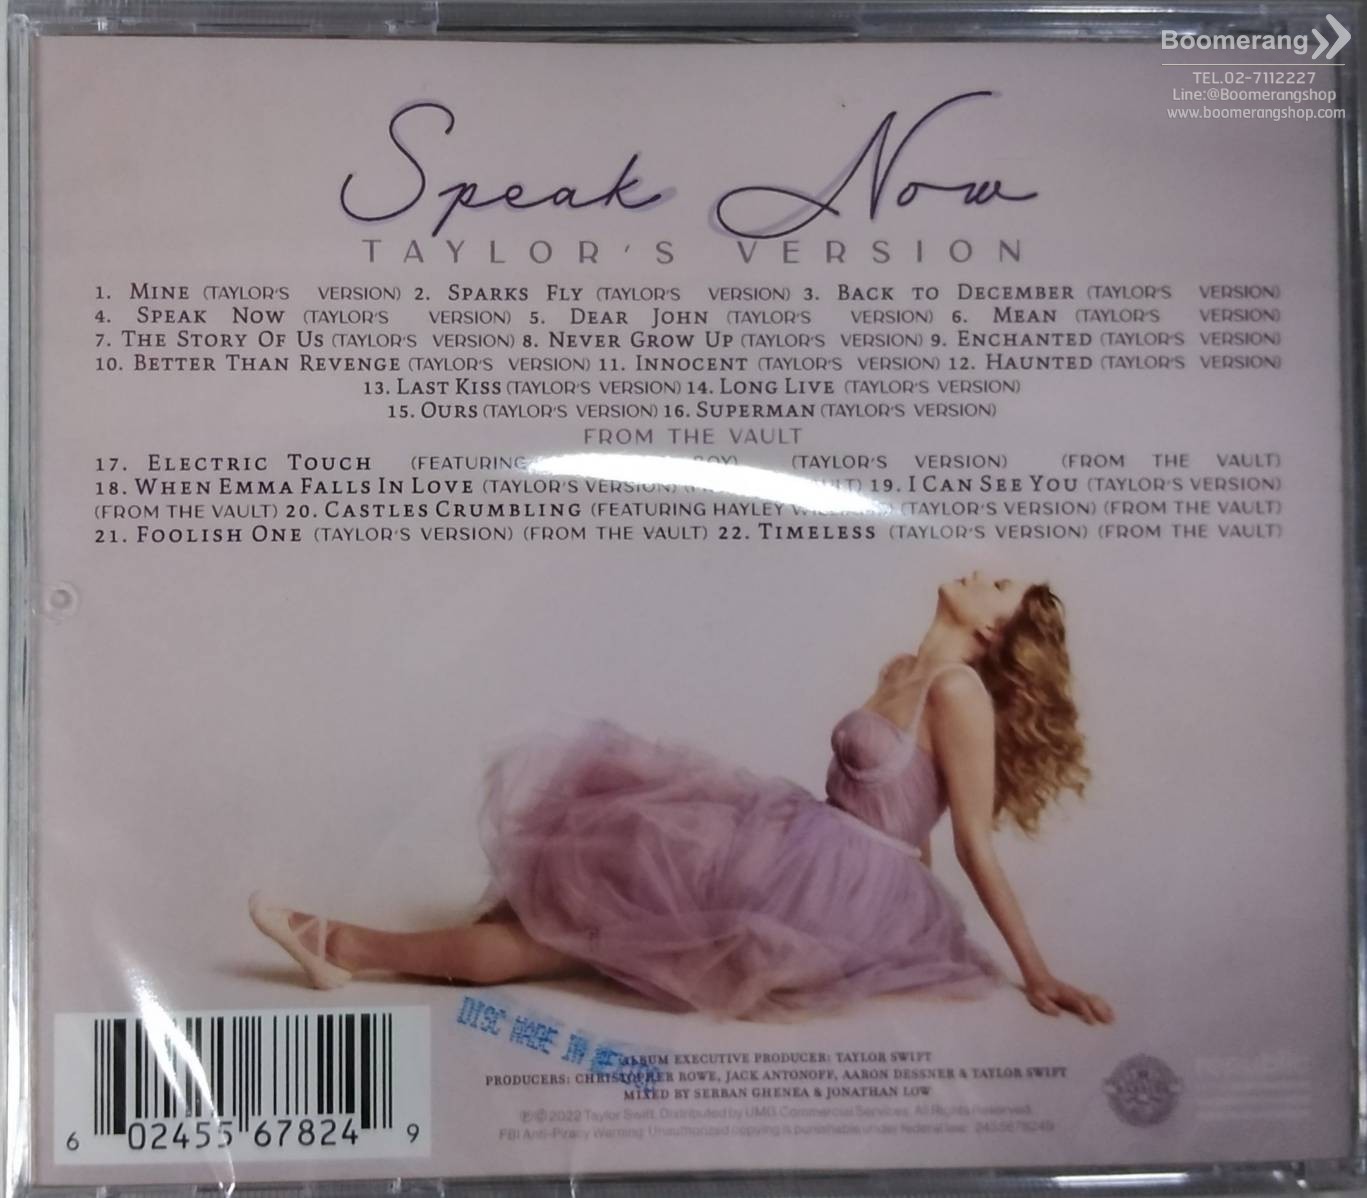 Boomerang
TEL.02-7112227
Line:@Boomerangshop
www.boomerangshop.com
Speak Now
TAYLOR'S VERSION
1. MINE (TAYLOR'S VERSION) 2. SPARKS FLY (TAYLOR'S VERSION) 3. BACK TO DECEMBER (TAYLOR'S VERSION)
4. SPEAK NOW (TAYLOR'S VERSION) 5. DEAR JOHN (TAYLOR'S VERSION) 6. MEAN (TAYLOR'S VERSION)
7. THE STORY OF US (TAYLOR'S VERSION) 8. NEVER GROW UP (TAYLOR'S VERSION) 9. ENCHANTED (TAYLOR'S VERSION)
10. BETTER THAN REVENGE (TAYLOR'S VERSION) 11. INNOCENT (TAYLOR'S VERSION) 12. HAUNTED (TAYLOR'S VERSION)
13. LAST KISS (TAYLOR'S VERSION) 14. LONG LIVE (TAYLOR'S VERSION)
15. OURS (TAYLOR'S VERSION) 16. SUPERMAN (TAYLOR'S VERSION)
FROM THE VAULT
17. ELECTRIC TOUCH (FEATURING (TAYLOR'S VERSION) (FROM THE VAULT)
18. WHEN EMMA FALLS IN LOVE (TAYLOR'S VERSION) 19. I CAN SEE YOU (TAYLOR'S VERSION)
(FROM THE VAULT) 20. CASTLES CRUMBLING (FEATURING HAYLEY (TAYLOR'S VERSION) (FROM THE VAULT)
21. FOOLISH ONE (TAYLOR'S VERSION) (FROM THE VAULT) 22. TIMELESS (TAYLOR'S VERSION) (FROM THE VAULT)
DISC MADE IN
ALBUM EXECUTIVE PRODUCER: TAYLOR SWIFT
PRODUCERS: CHRISTOPHER ROWE, JACK ANTONOFF, AARON DESSNER & TAYLOR SWIFT
MIXED BY SERBAN GHENEA & JONATHAN LOW
℗©2022 Taylor Swift. Distributed by UMG Commercial Services. All Rights Reserved.
FBI Anti-Piracy Warning: Unauthorized copying is punishable under federal law.
6 02455 67824 9